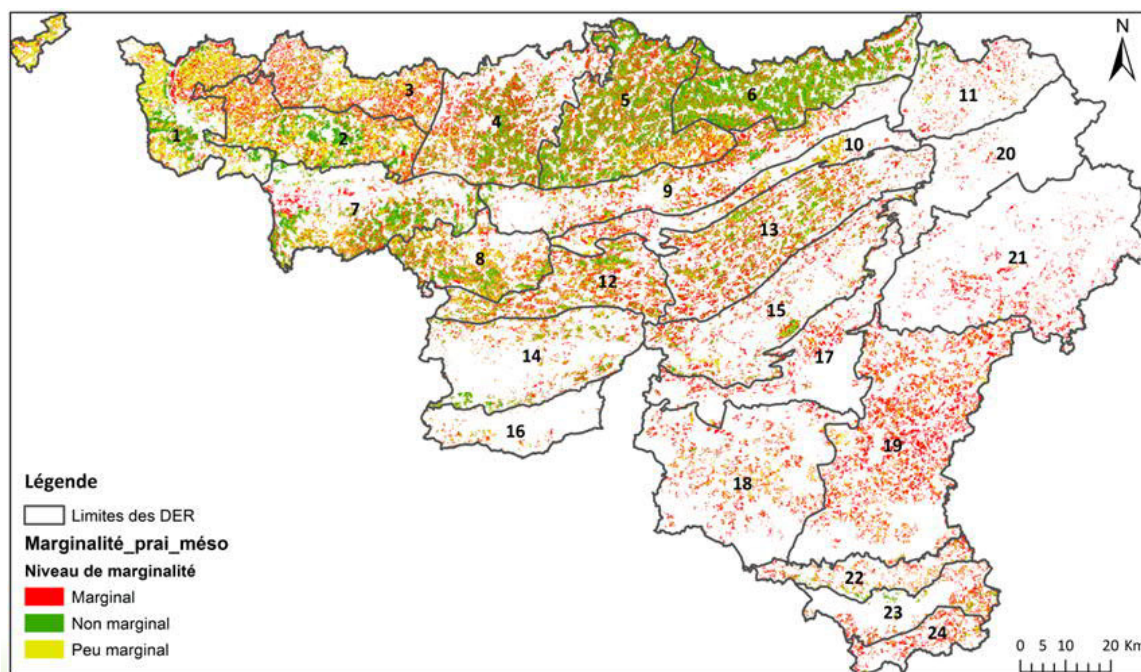 N
3
11
4
5
6
1
2
10
20
7
9
13
21
8
12
15
14
17
16
19
18
22
23
24
Légende
Limites des DER
Marginalité_prai_méso
Niveau de marginalité
Marginal
Non marginal
Peu marginal
0 5 10 20 Km